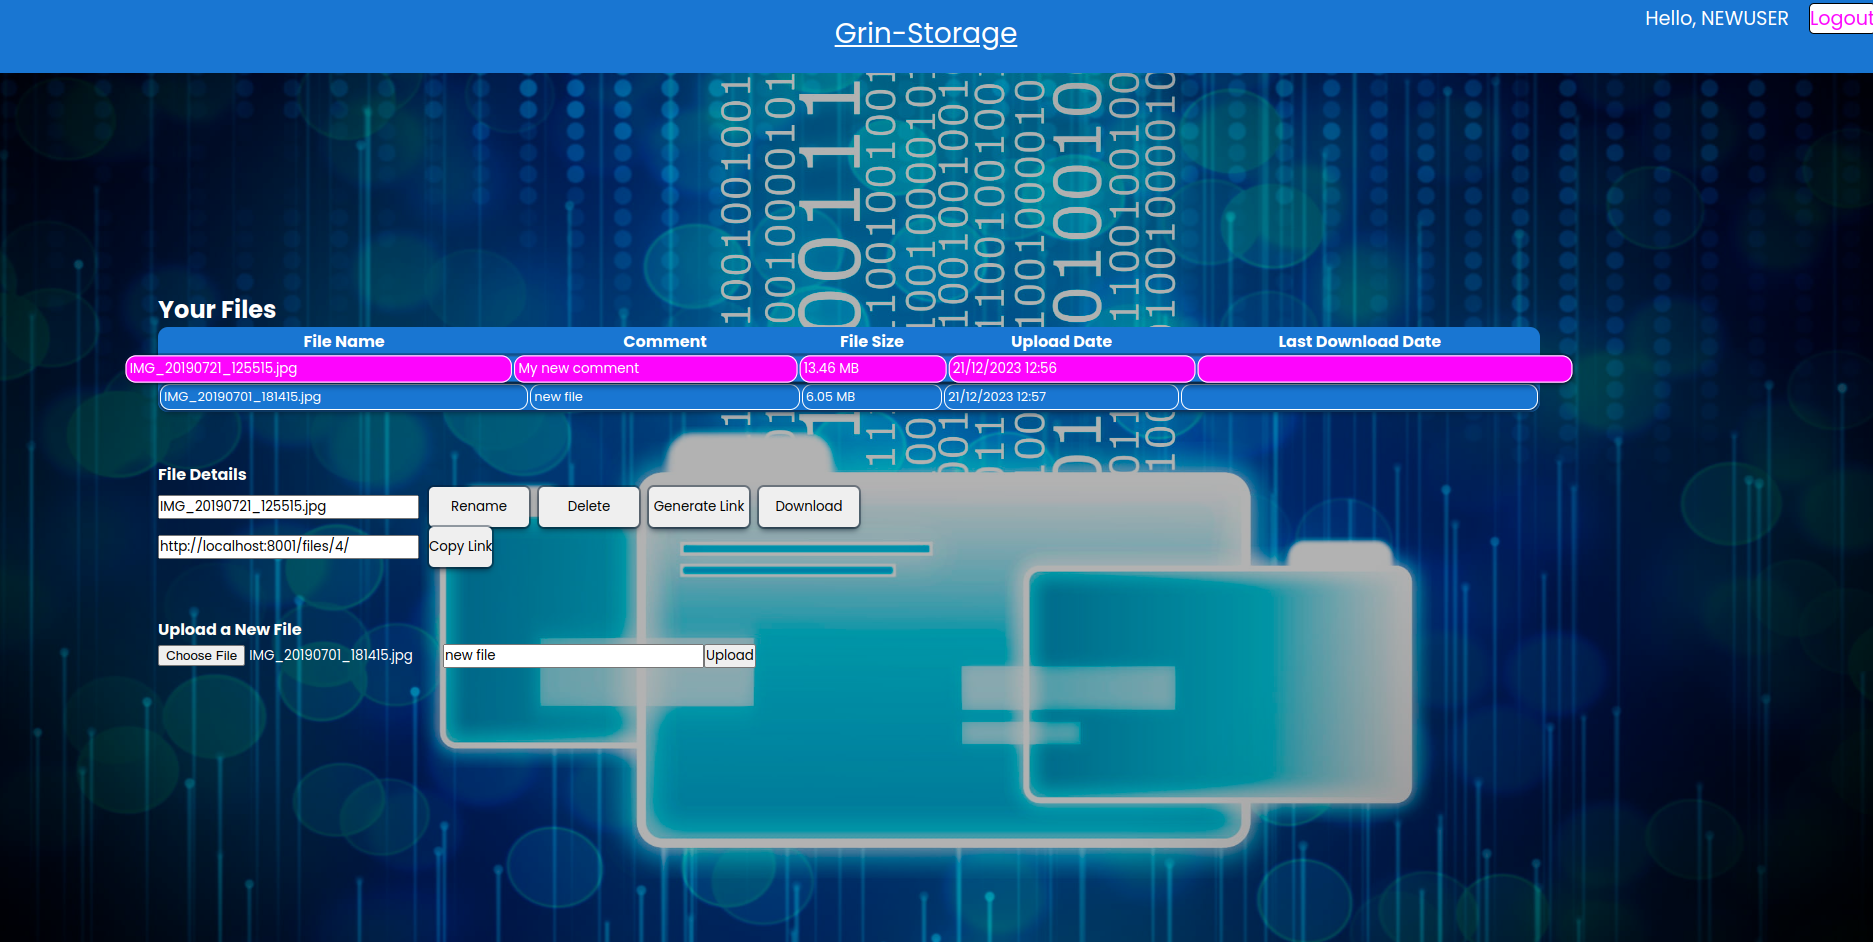 Grin-Storage
Hello, NEWUSER
Logout
Your Files
File Name Comment File Size Upload Date Last Download Date
IMG_20190721_125515.jpg My new comment 13.46 MB 21/12/2023 12:56
IMG_20190701_181415.jpg new file 6.05 MB 21/12/2023 12:57
File Details
IMG_20190721_125515.jpg Rename Delete Generate Link Download
http://localhost:8001/files/4/ Copy Link
Upload a New File
Choose File IMG_20190701_181415.jpg new file Upload